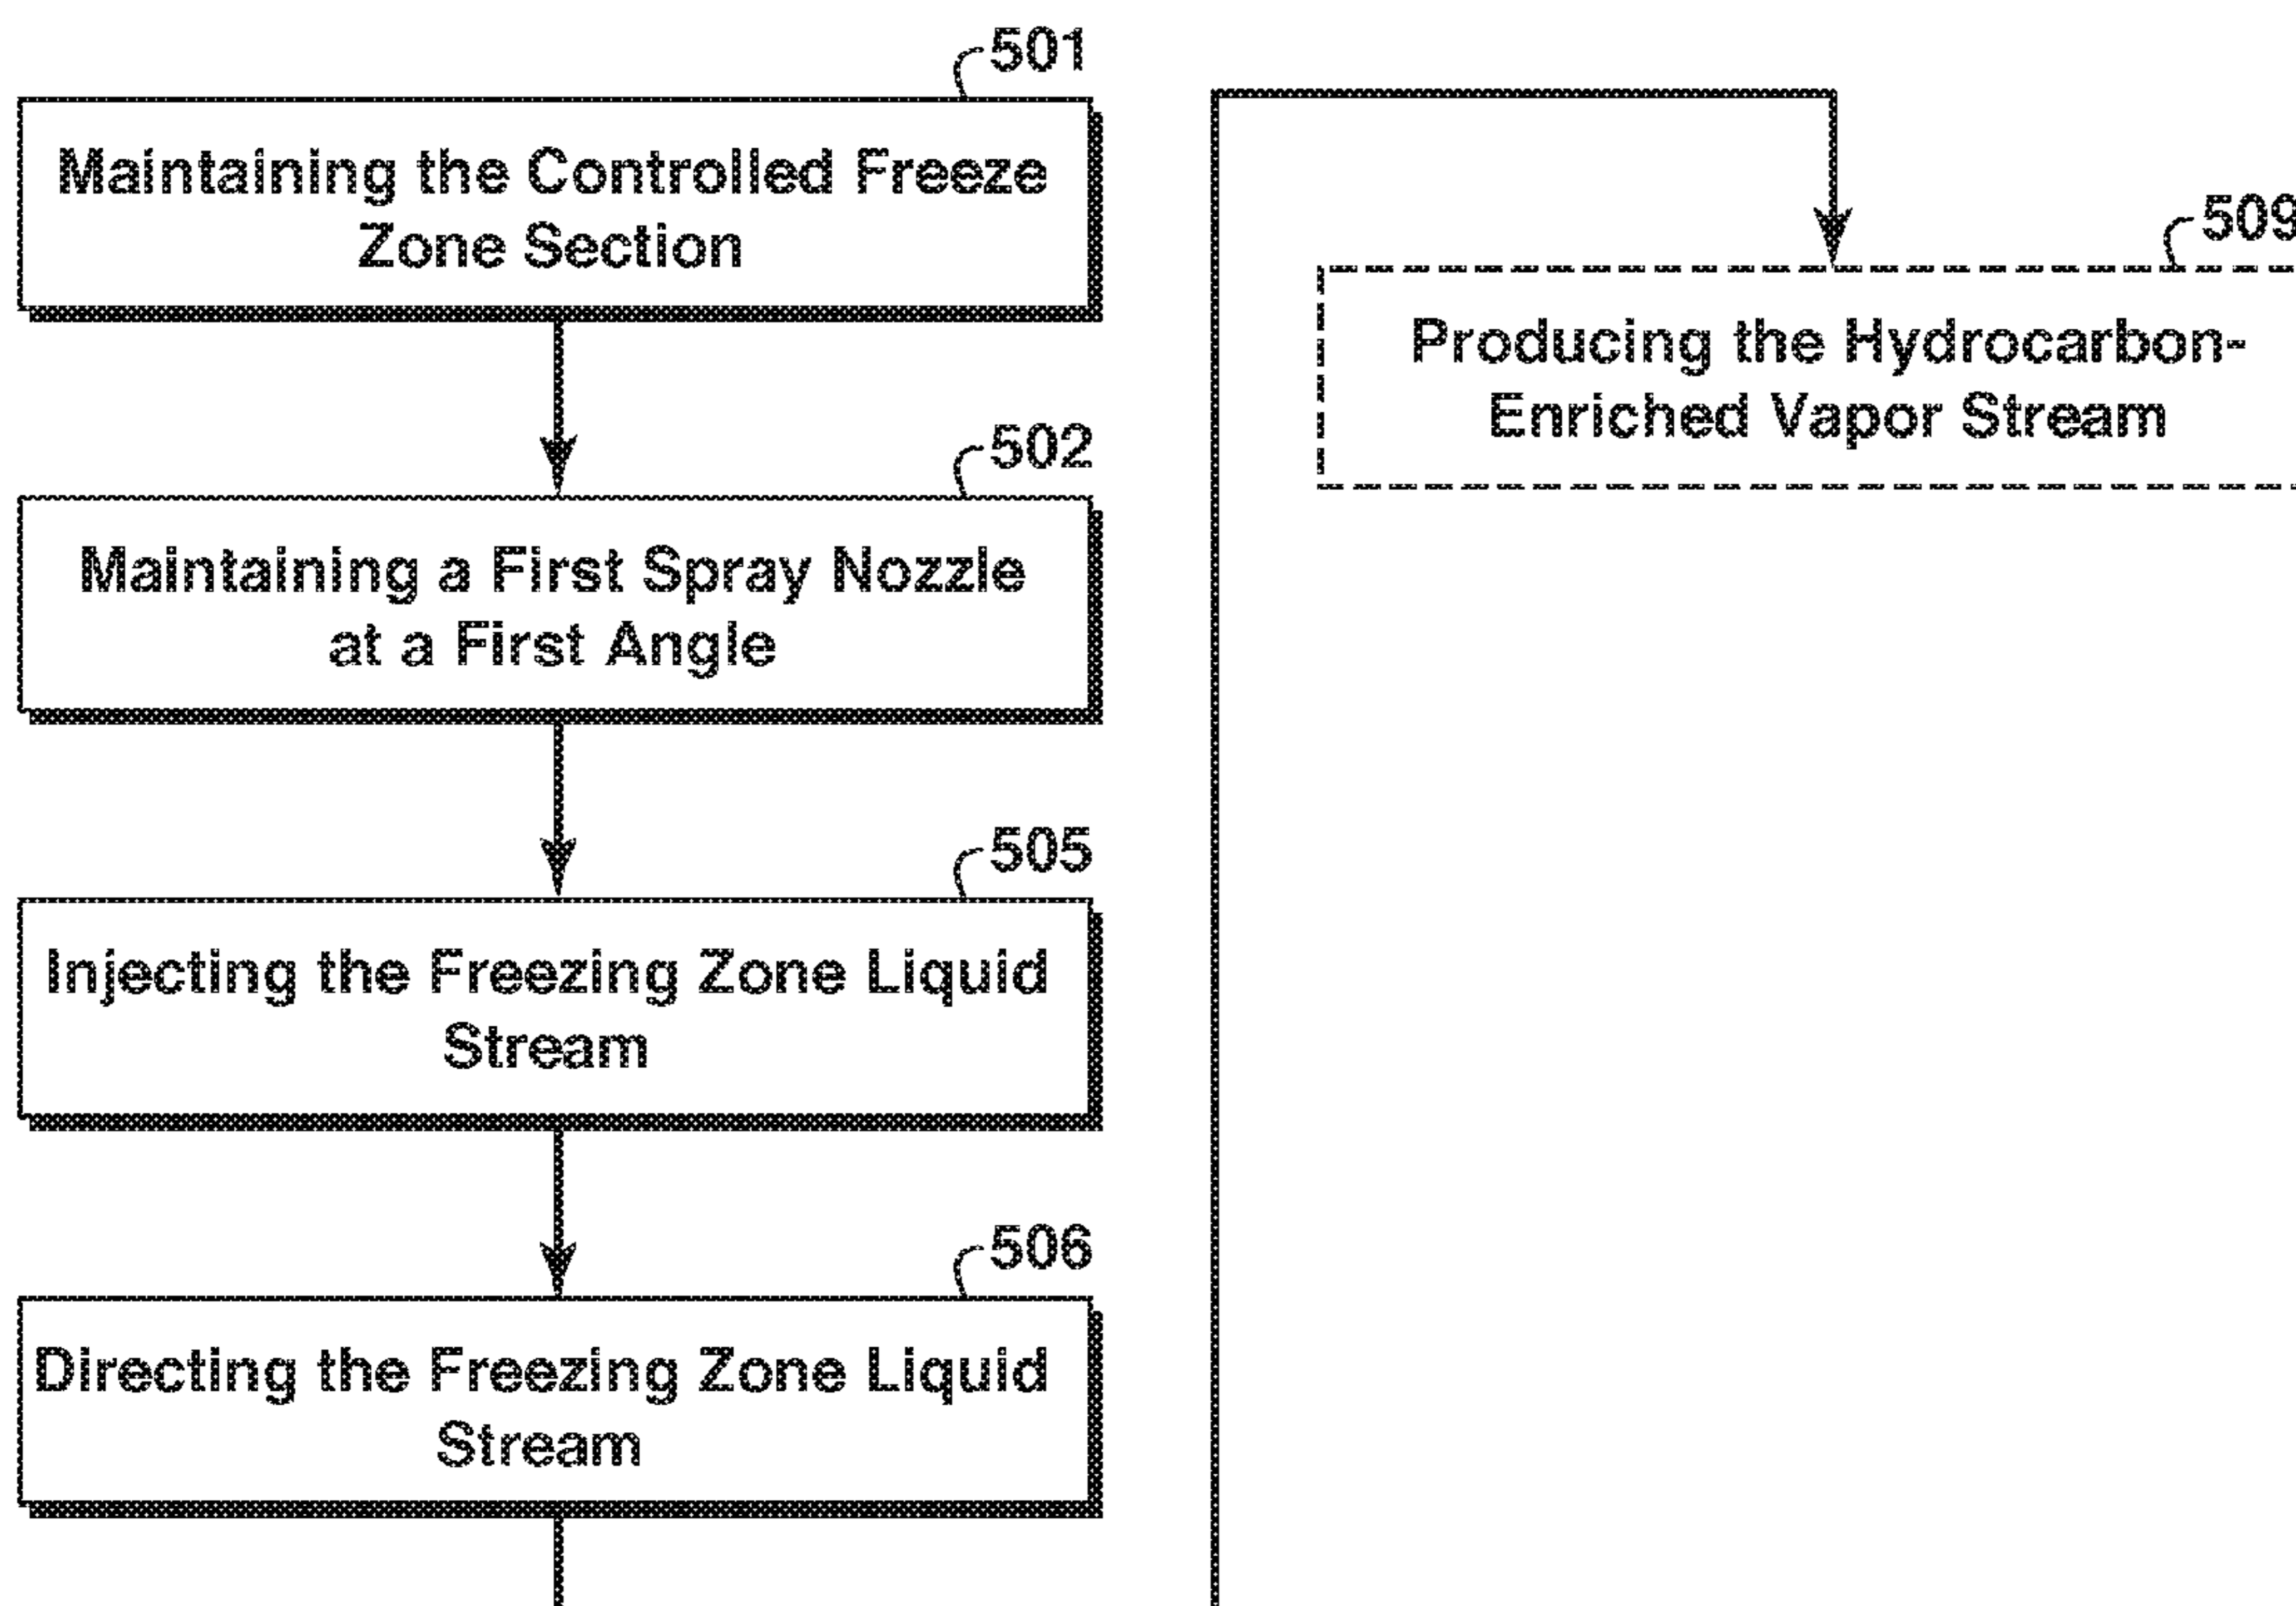 501
Maintaining the Controlled Freeze
Zone Section
502
Maintaining a First Spray Nozzle
at a First Angle
505
Injecting the Freezing Zone Liquid
Stream
506
Directing the Freezing Zone Liquid
Stream
509
Producing the Hydrocarbon-
Enriched Vapor Stream